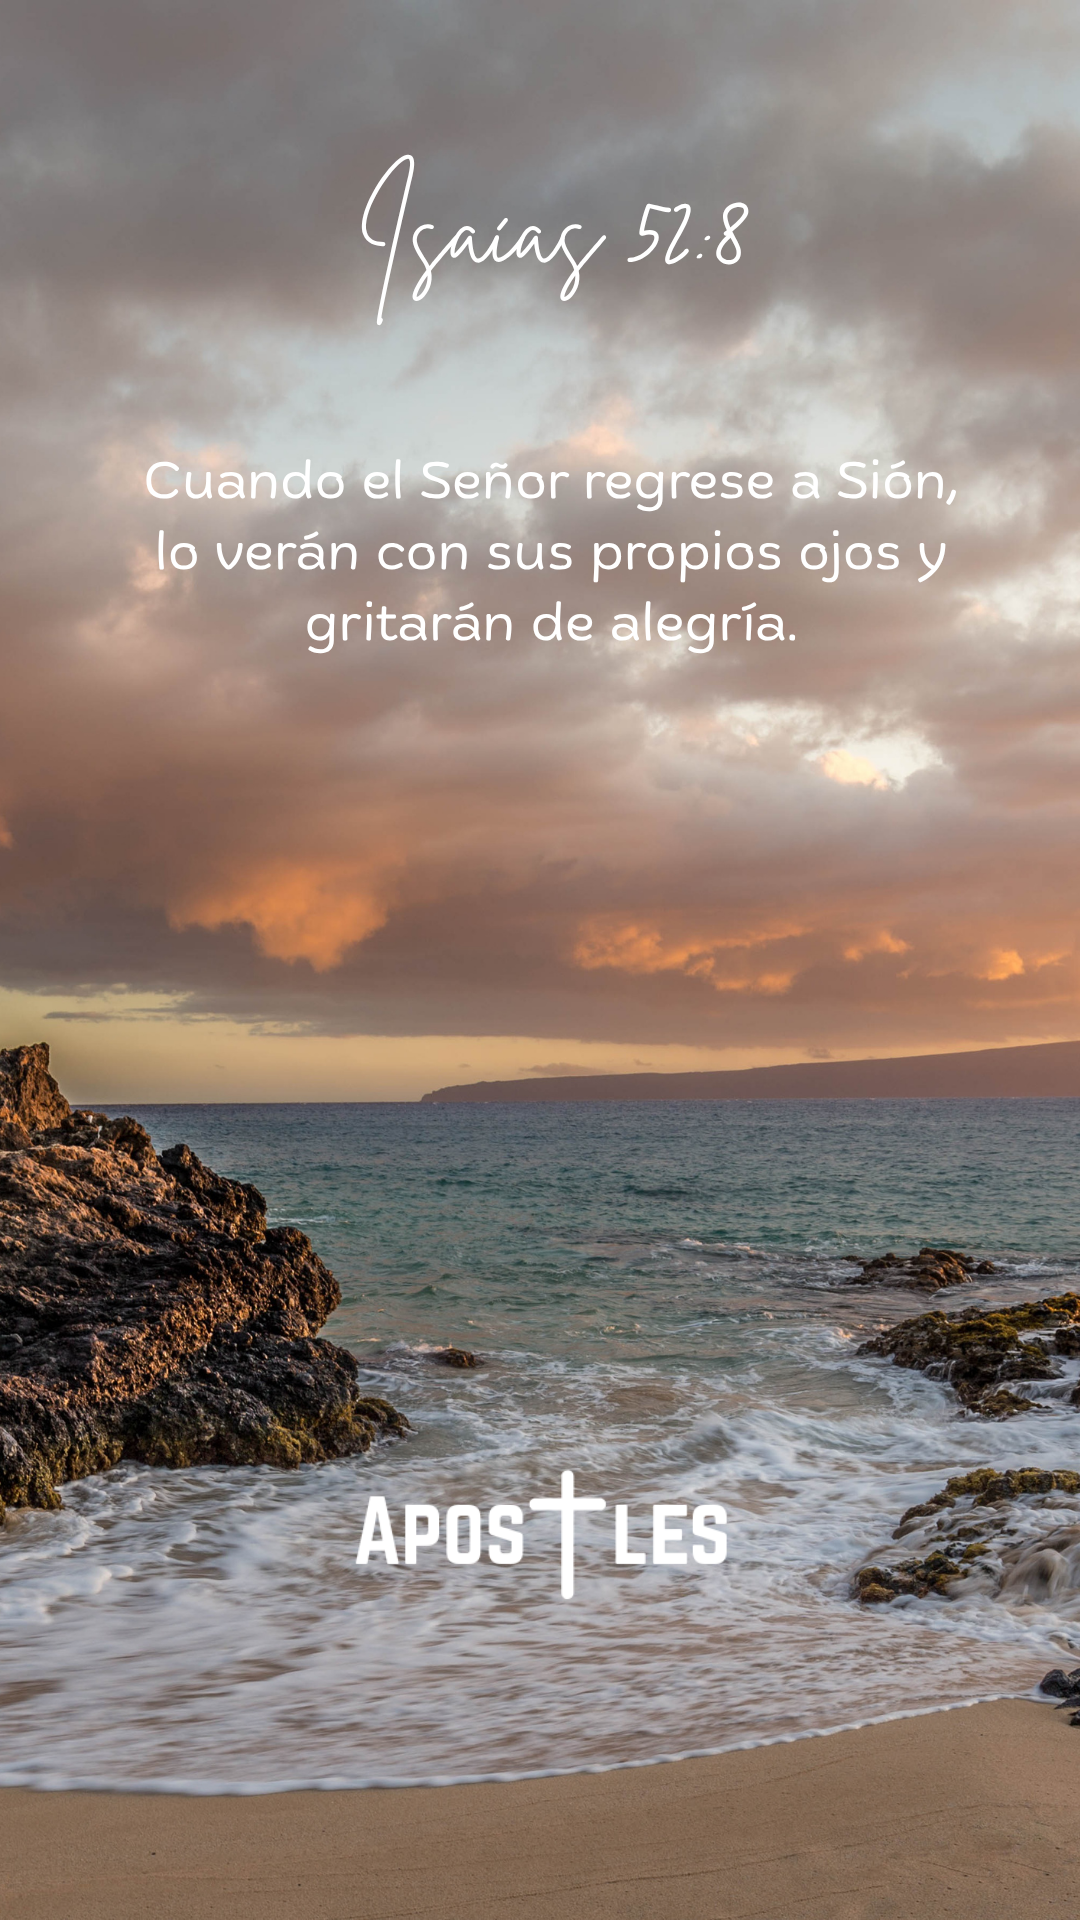 Isaías 52:8
Cuando el Señor regrese a Sión,
lo verán con sus propios ojos y
gritarán de alegría.
APOSTLES